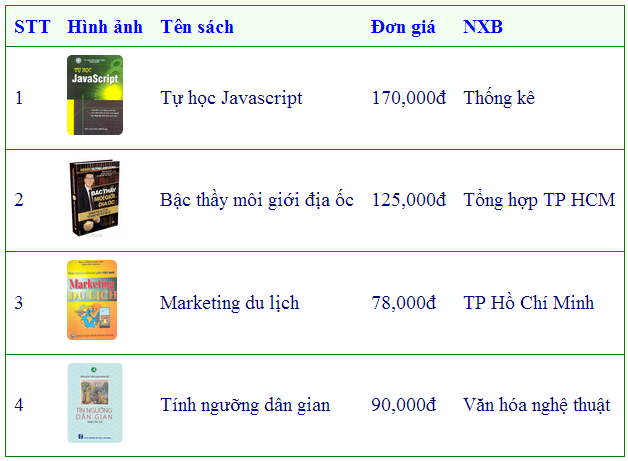 STT Hình ảnh Tên sách Đơn giá NXB
TỰ HỌC
JavaScript
1 Tự học Javascript 170,000đ Thống kê
BẬC THẦY
MÔI GIỚI
ĐỊA ỐC
2 Bậc thầy môi giới địa ốc 125,000đ Tổng hợp TP HCM
Marketing
DU LỊCH
3 Marketing du lịch 78,000đ TP Hồ Chí Minh
TÍN NGƯỠNG
DÂN GIAN
4 Tính ngưỡng dân gian 90,000đ Văn hóa nghệ thuật